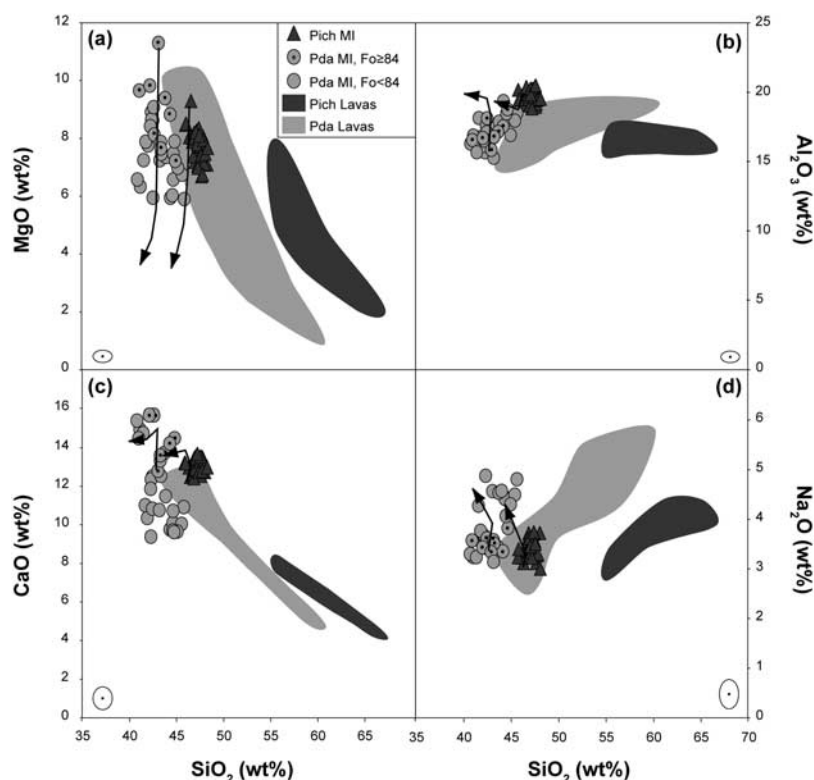 (a)
12
10
8
6
4
2
0
MgO (wt%)
Pich MI
Pda MI, Fo≥84
Pda MI, Fo<84
Pich Lavas
Pda Lavas
(b)
25
20
15
10
5
0
Al₂O₃ (wt%)
(c)
16
14
12
10
8
6
4
2
0
CaO (wt%)
35 40 45 50 55 60 65
SiO₂ (wt%)
(d)
6
5
4
3
2
1
0
Na₂O (wt%)
35 40 45 50 55 60 65 70
SiO₂ (wt%)